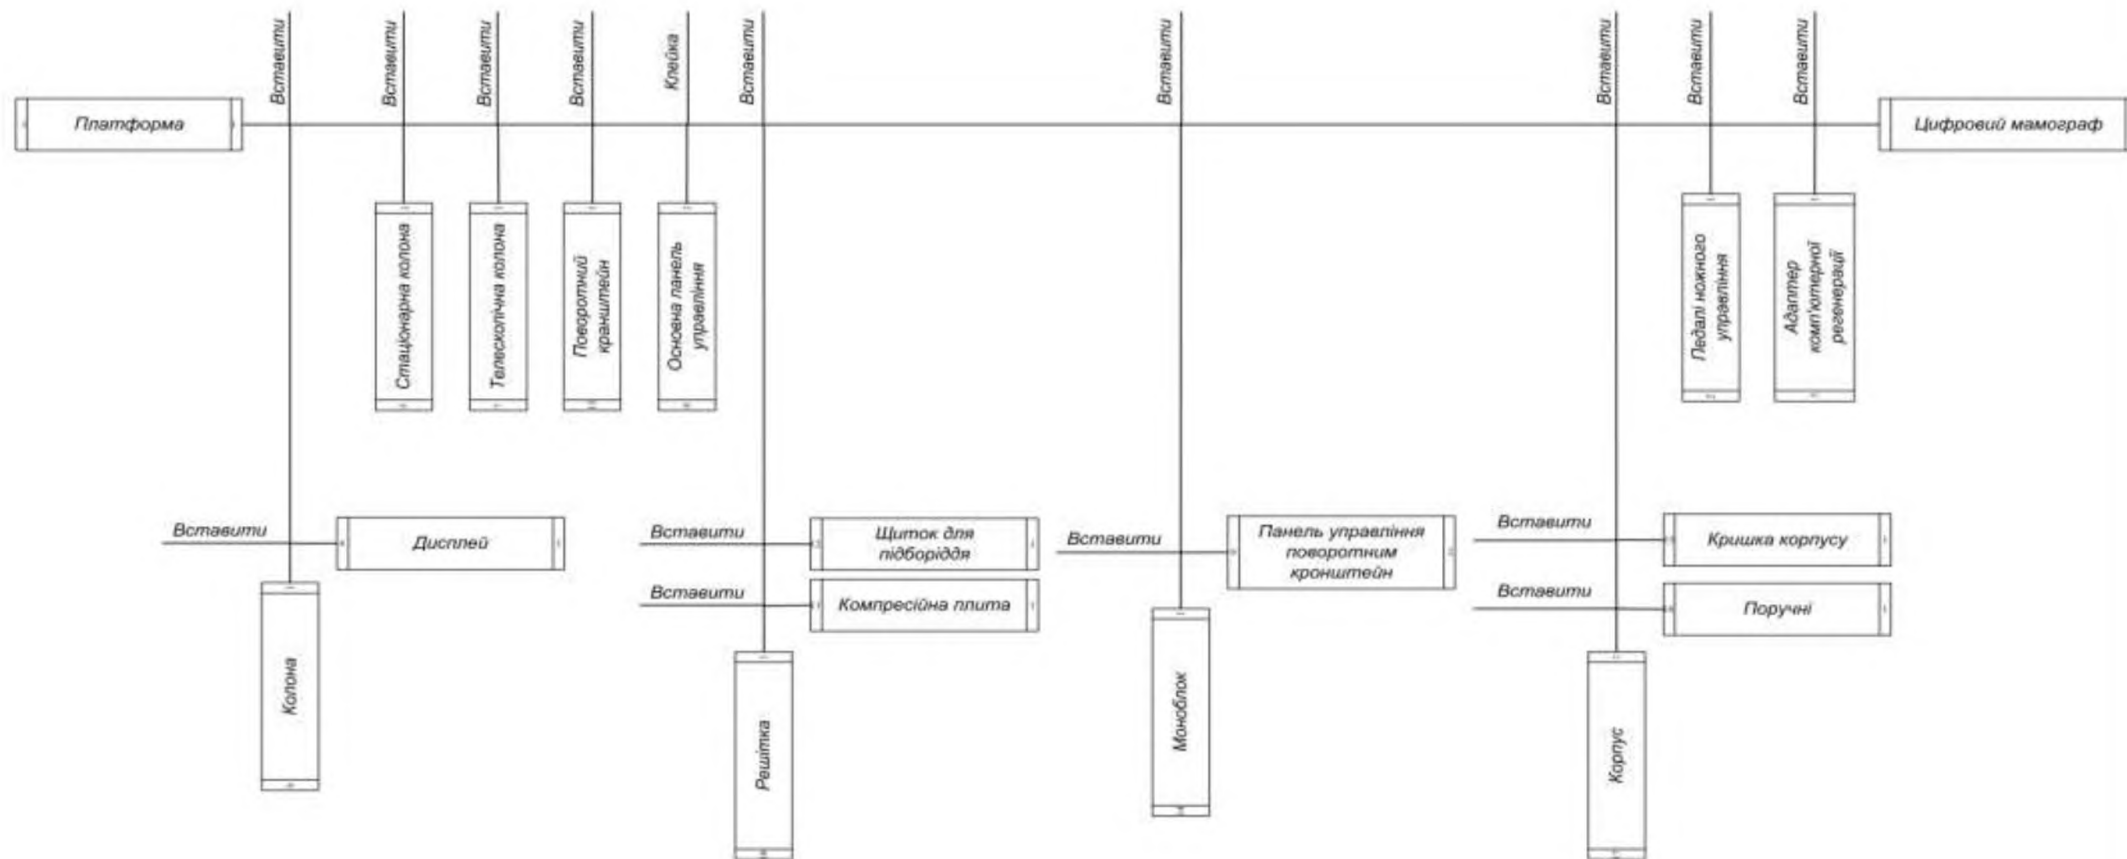 Вставити
Вставити
Вставити
Вставити
Клейка
Вставити
Вставити
Вставити
Вставити
Вставити
Платформа
Цифровий мамограф
Стаціонарна колона
Телескопічна колона
Поворотний
кранштейн
Основна панель
управління
Педалі ножного
управління
Адаптер
комп'ютерної
регенерації
Вставити
Дисплей
Вставити
Щиток для
підборіддя
Вставити
Компресійна плита
Вставити
Панель управління
поворотним
кронштейн
Вставити
Кришка корпусу
Вставити
Поручні
Колона
Решітка
Моноблок
Корпус